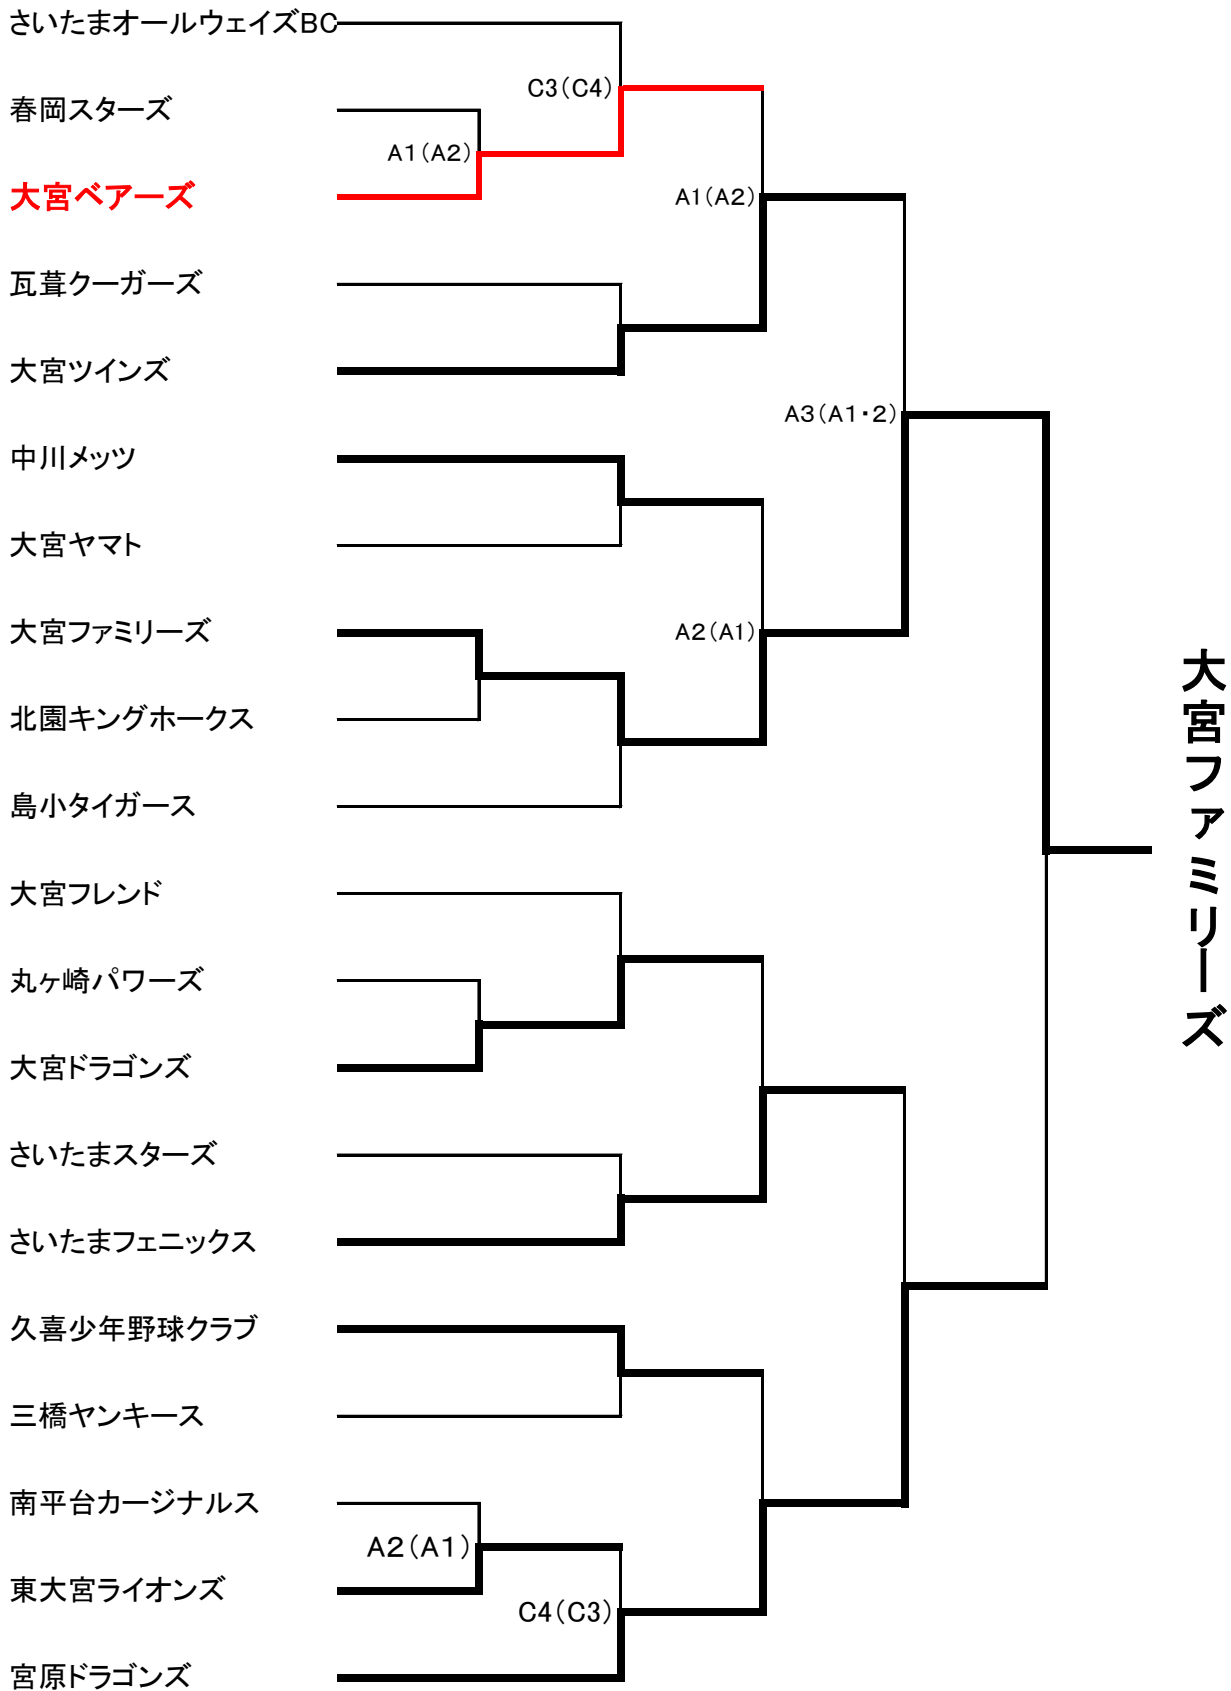 さいたまオールウェイズBC
C3(C4)
春岡スターズ
A1(A2)
大宮ベアーズ
A1(A2)
瓦葺クーガーズ
大宮ツインズ
A3(A1・2)
中川メッツ
大宮ヤマト
大宮ファミリーズ
A2(A1)
北園キングホークス
島小タイガース
大宮ファミリーズ
大宮フレンド
丸ヶ崎パワーズ
大宮ドラゴンズ
さいたまスターズ
さいたまフェニックス
久喜少年野球クラブ
三橋ヤンキース
南平台カージナルス
A2(A1)
東大宮ライオンズ
C4(C3)
宮原ドラゴンズ